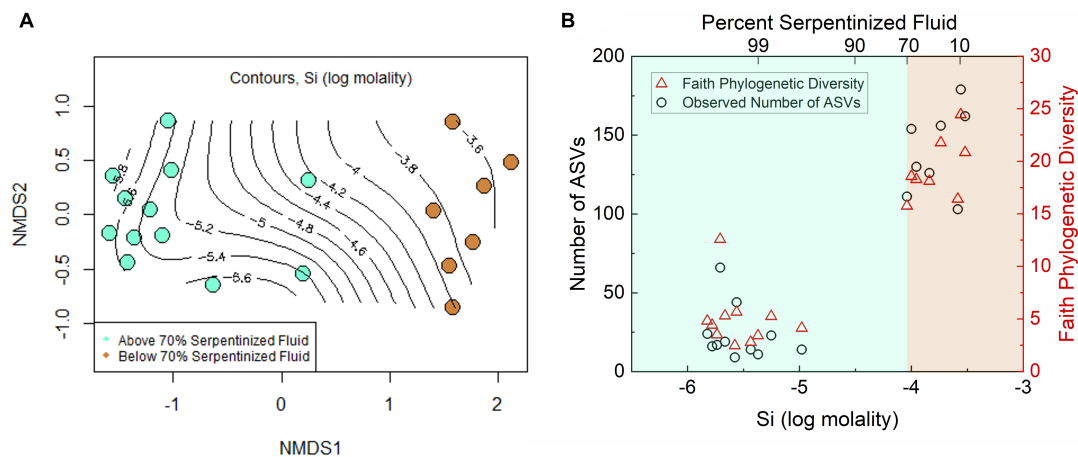 A
Contours, Si (log molality)
NMDS2
1.0
0.5
0.0
-0.5
-1.0
-5.8
-5.6
-5.2
-5.4
-5.6
-5
-4.8
-4.6
-4.4
-4.2
-4
-3.8
-3.6
Above 70% Serpentinized Fluid
Below 70% Serpentinized Fluid
-1 0 1 2
NMDS1
B
Percent Serpentinized Fluid
99 90 70 10
Number of ASVs
200
150
100
50
0
Faith Phylogenetic Diversity
Observed Number of ASVs
30
25
20
15
10
5
0
Faith Phylogenetic Diversity
-6 -5 -4 -3
Si (log molality)